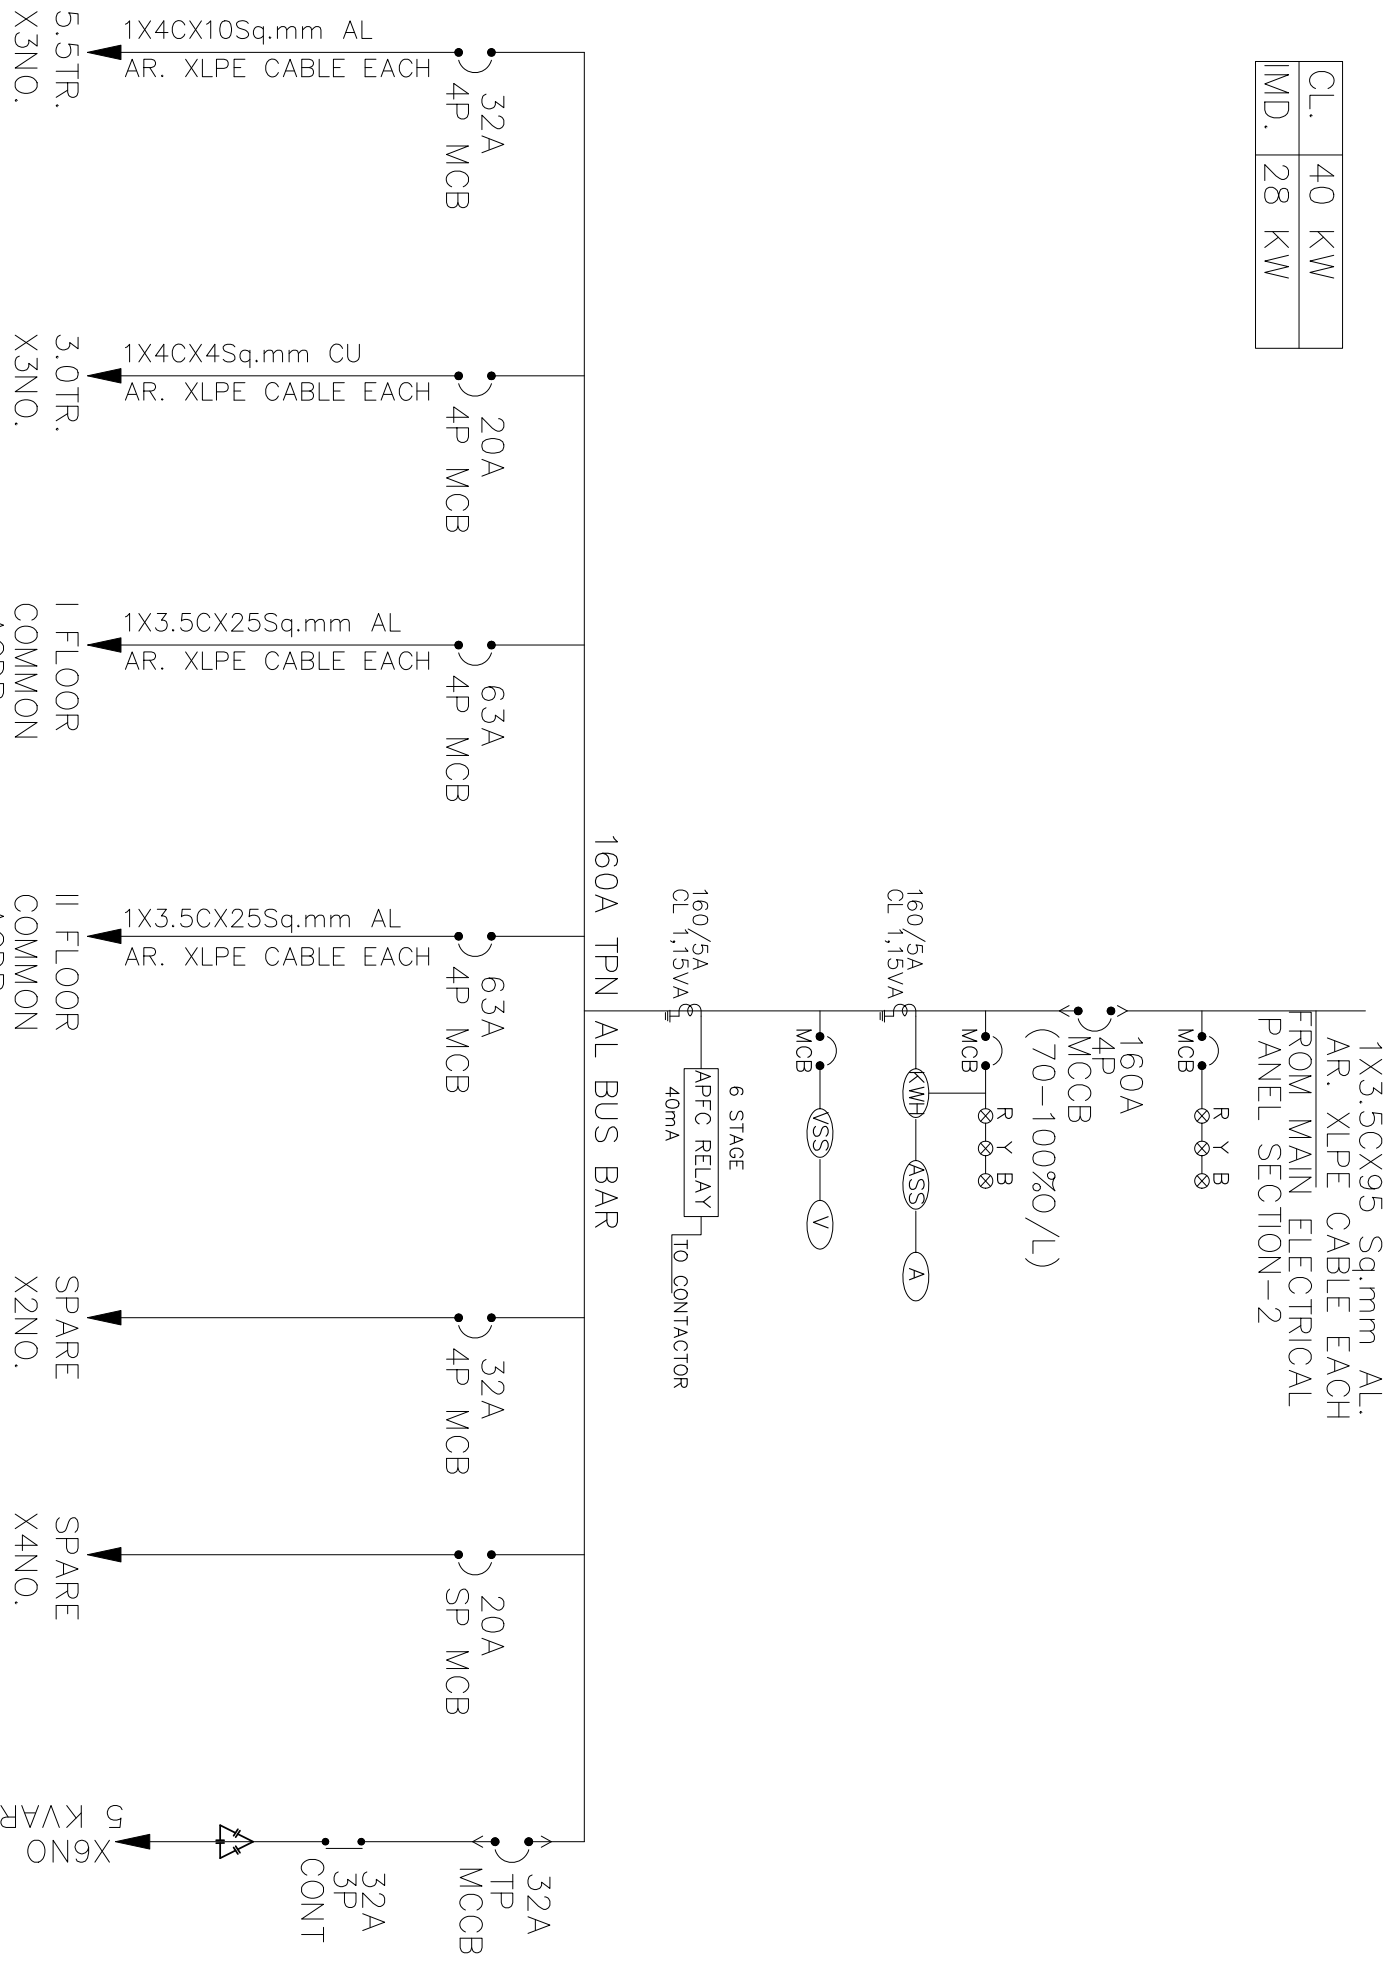 CL. 40 KW
IMD. 28 KW
1X3.5CX95 Sq.mm AL.
AR. XLPE CABLE EACH
FROM MAIN ELECTRICAL
PANEL SECTION-2
MCB
R Y B
160A
4P
MCCB
(70-100%O/L)
MCB
R Y B
160/5A
CL 1,15VA
KWH
ASS
A
MCB
VSS
V
160/5A
CL 1,15VA
6 STAGE
APFC RELAY
40mA
TO CONTACTOR
160A TPN AL BUS BAR
32A
4P MCB
1X4CX10Sq.mm AL
AR. XLPE CABLE EACH
5.5TR.
X3NO.
20A
4P MCB
1X4CX4Sq.mm CU
AR. XLPE CABLE EACH
3.0TR.
X3NO.
63A
4P MCB
1X3.5CX25Sq.mm AL
AR. XLPE CABLE EACH
I FLOOR
COMMON
63A
4P MCB
1X3.5CX25Sq.mm AL
AR. XLPE CABLE EACH
II FLOOR
COMMON
32A
4P MCB
SPARE
X2NO.
20A
SP MCB
SPARE
X4NO.
32A
TP
MCCB
32A
3P
CONT
5 KVAR
X6NO